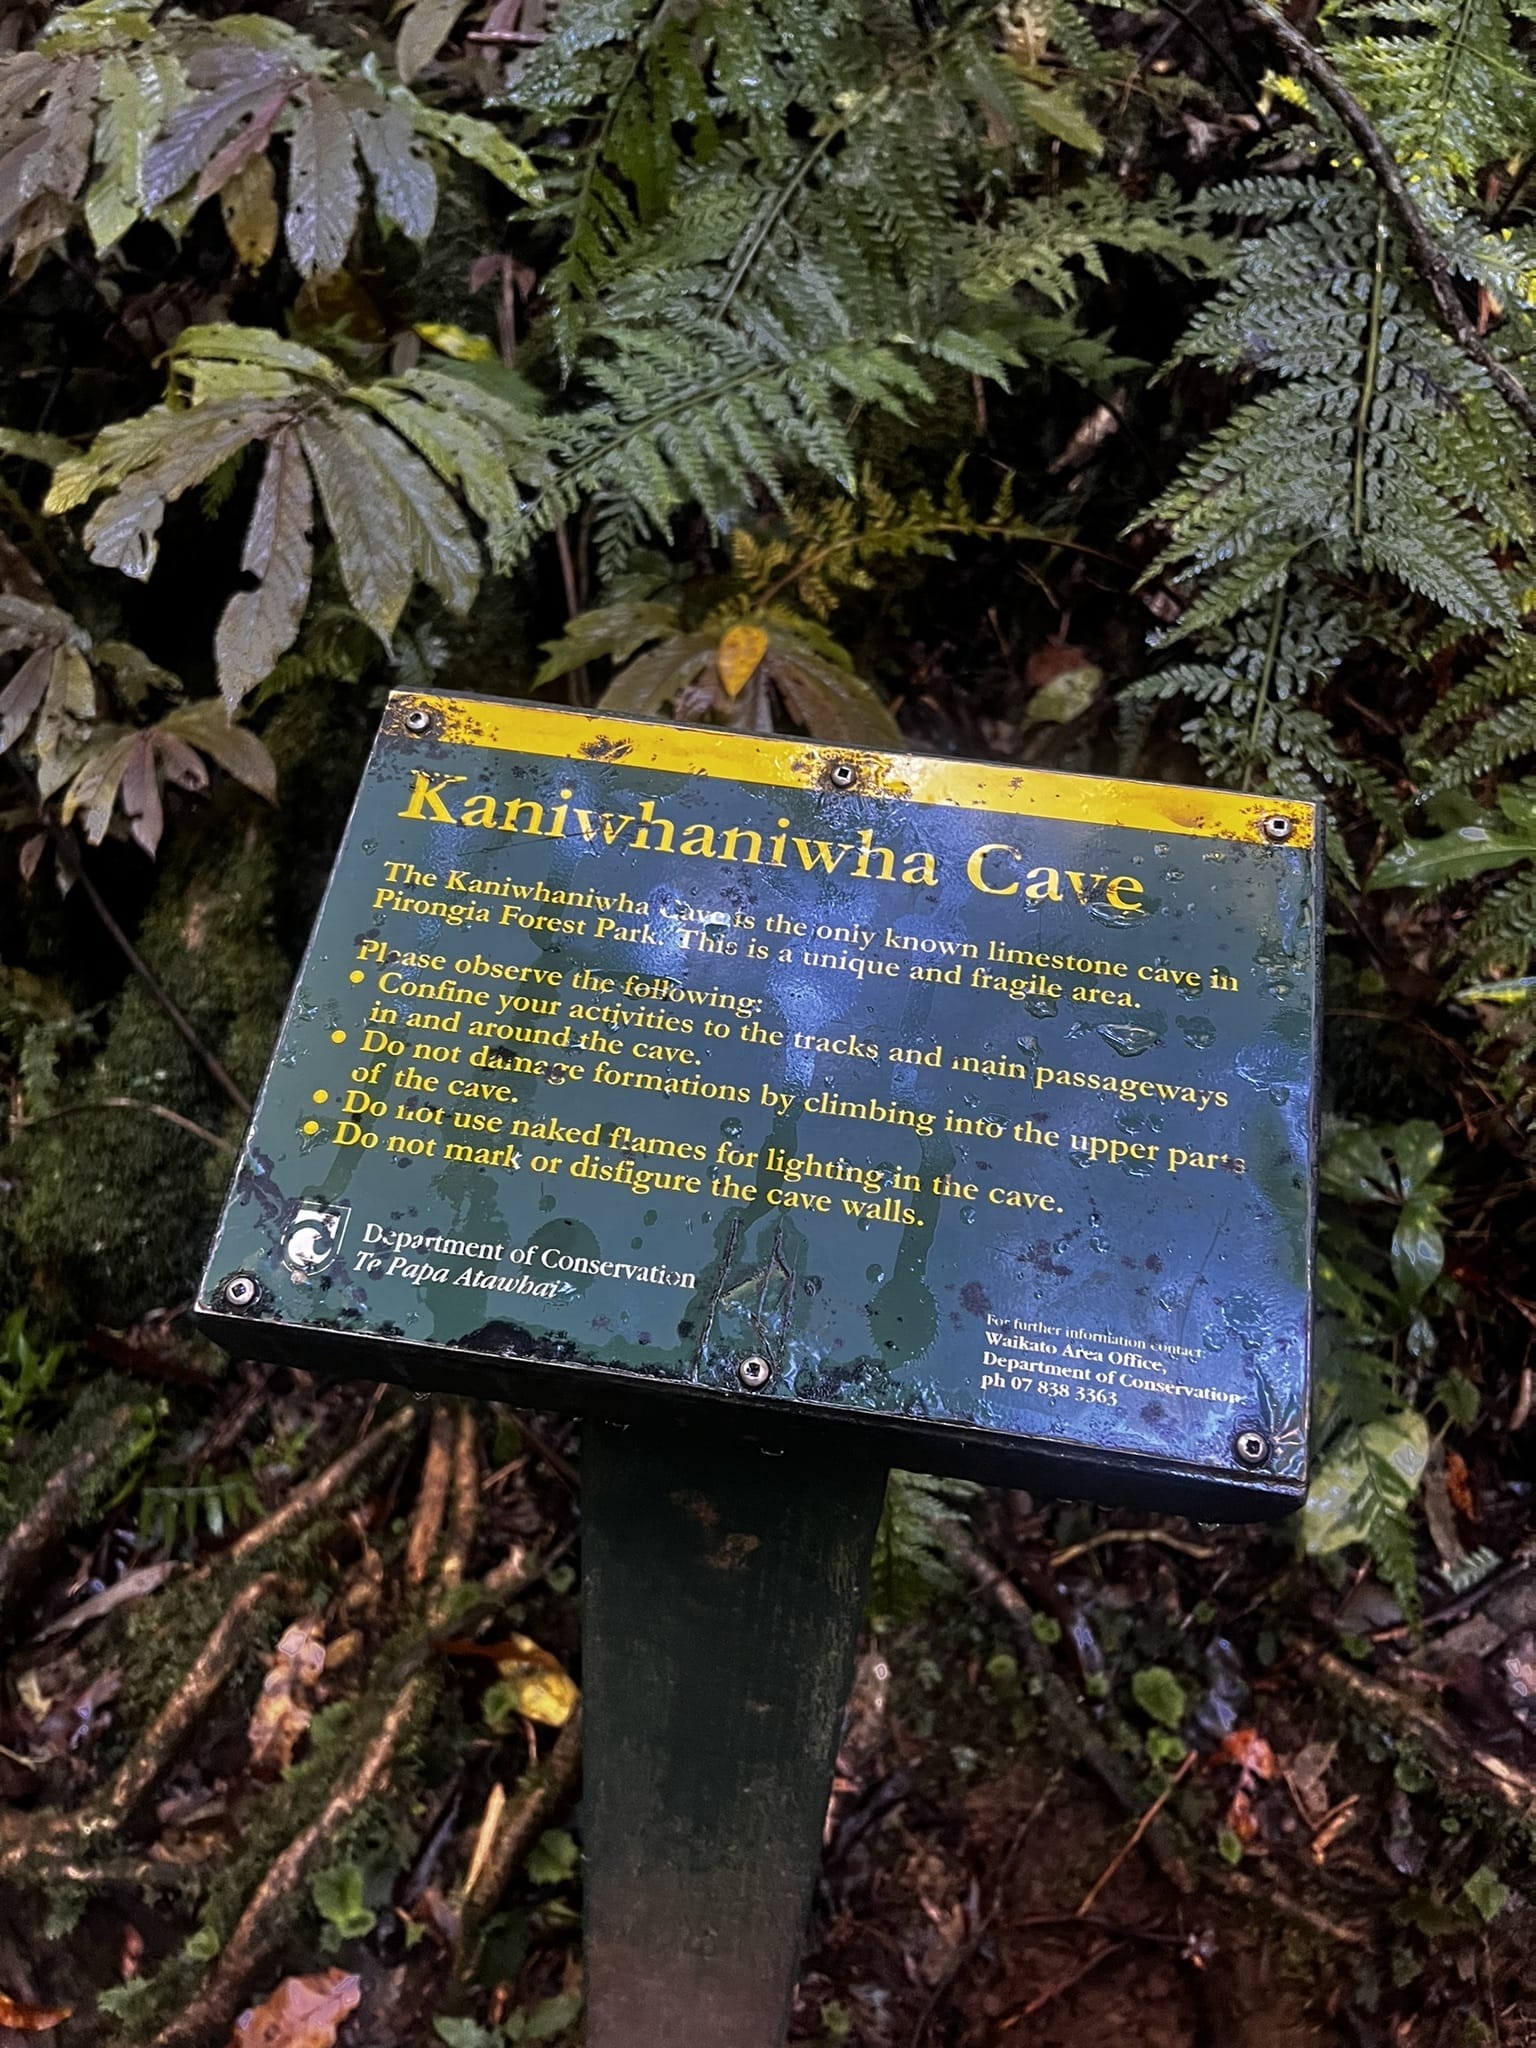 Kaniwhaniwha Cave
The Kaniwhaniwha Cave is the only known limestone cave in
Pirongia Forest Park. This is a unique and fragile area.
Please observe the following:
• Confine your activities to the tracks and main passageways
in and around the cave.
• Do not damage formations by climbing into the upper parts
of the cave.
• Do not use naked flames for lighting in the cave.
• Do not mark or disfigure the cave walls.
Department of Conservation
Te Papa Atawhai
For further information contact:
Waikato Area Office,
Department of Conservation.
ph 07 838 3363